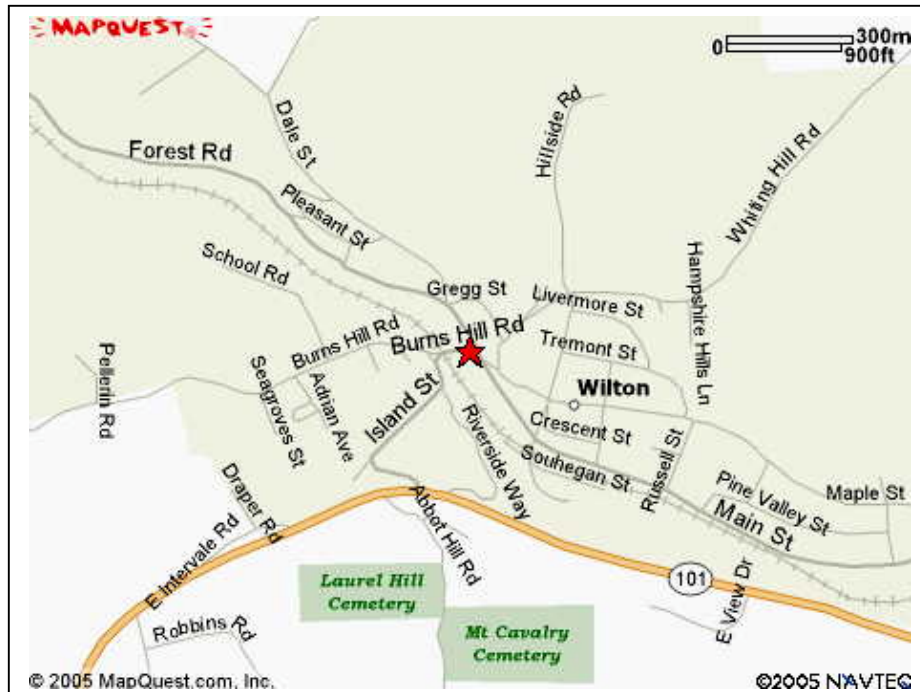 MAPQUEST
0 300m
900ft
Forest Rd
Dale St
Hillside Rd
Whiting Hill Rd
Pleasant St
School Rd
Gregg St
Livermore St
Hampshire Hills Ln
Burns Hill Rd
Burns Hill Rd
Tremont St
Pellerin Rd
Seagroves St
Adrian Ave
Island St
Wilton
Crescent St
Riverside Way
Souhegan St
Russell St
Pine Valley St
Maple St
Main St
Draper Rd
Abbot Hill Rd
E Intervale Rd
101
E View Dr
Laurel Hill
Cemetery
Robbins Rd
Mt Cavalry
Cemetery
© 2005 MapQuest.com, Inc.
©2005 NAVTEQ